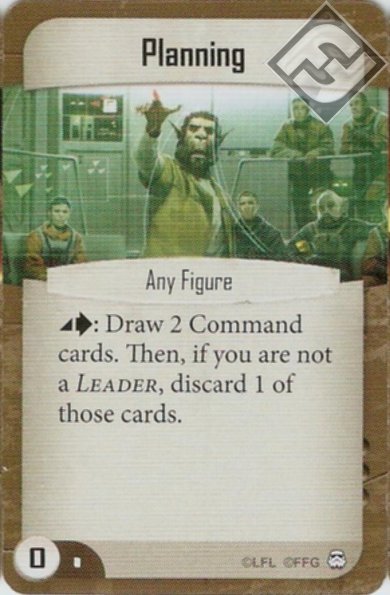 Planning
Any Figure
: Draw 2 Command
cards. Then, if you are not
a LEADER, discard 1 of
those cards.
0
©LFL ©FFG